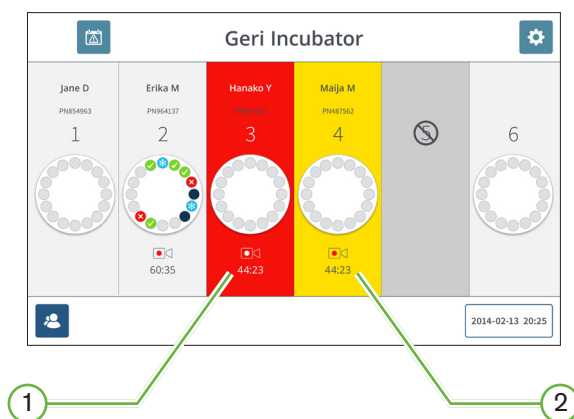 Geri Incubator
Jane D
PN854963
1
Erika M
PN964137
2
60:35
Hanako Y
3
44:23
Maija M
PN487562
4
44:23
5
6
2014-02-13 20:25
1
2